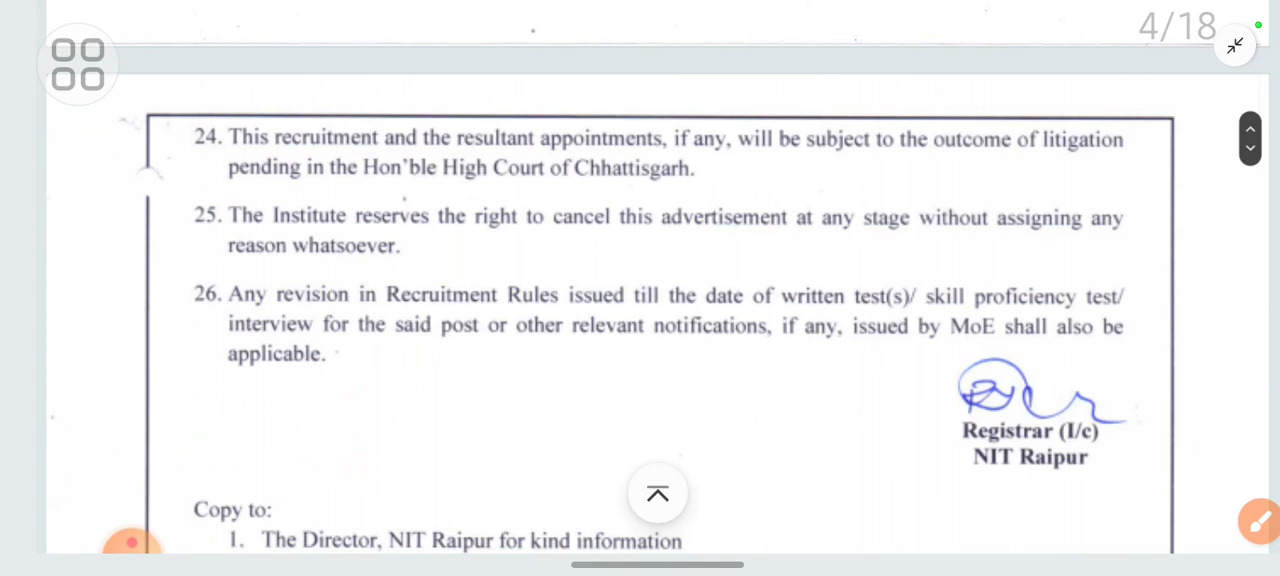 4/18
24. This recruitment and the resultant appointments, if any, will be subject to the outcome of litigation
pending in the Hon'ble High Court of Chhattisgarh.
25. The Institute reserves the right to cancel this advertisement at any stage without assigning any
reason whatsoever.
26. Any revision in Recruitment Rules issued till the date of written test(s)/ skill proficiency test/
interview for the said post or other relevant notifications, if any, issued by MoE shall also be
applicable.
Registrar (I/c)
NIT Raipur
Copy to:
1. The Director, NIT Raipur for kind information